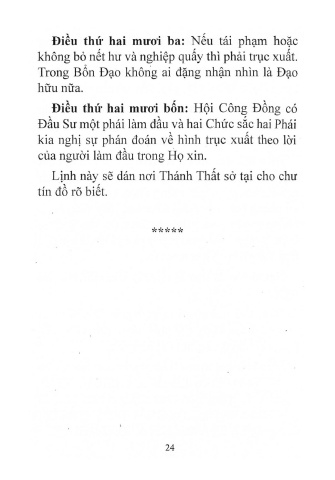 Điều thứ hai mươi ba: Nếu tái phạm hoặc
không bỏ nết hư và nghiệp quấy thì phải trục xuất.
Trong Bổn Đạo không ai đặng nhận nhìn là Đạo
hữu nữa.
Điều thứ hai mươi bốn: Hội Công Đồng có
Đầu Sư một phái làm đầu và hai Chức sắc hai Phái
kia nghị sự phán đoán về hình trục xuất theo lời
của người làm đầu trong Họ xin.
Lịnh này sẽ dán nơi Thánh Thất sở tại cho chư
tín đồ rõ biết.
*****
24